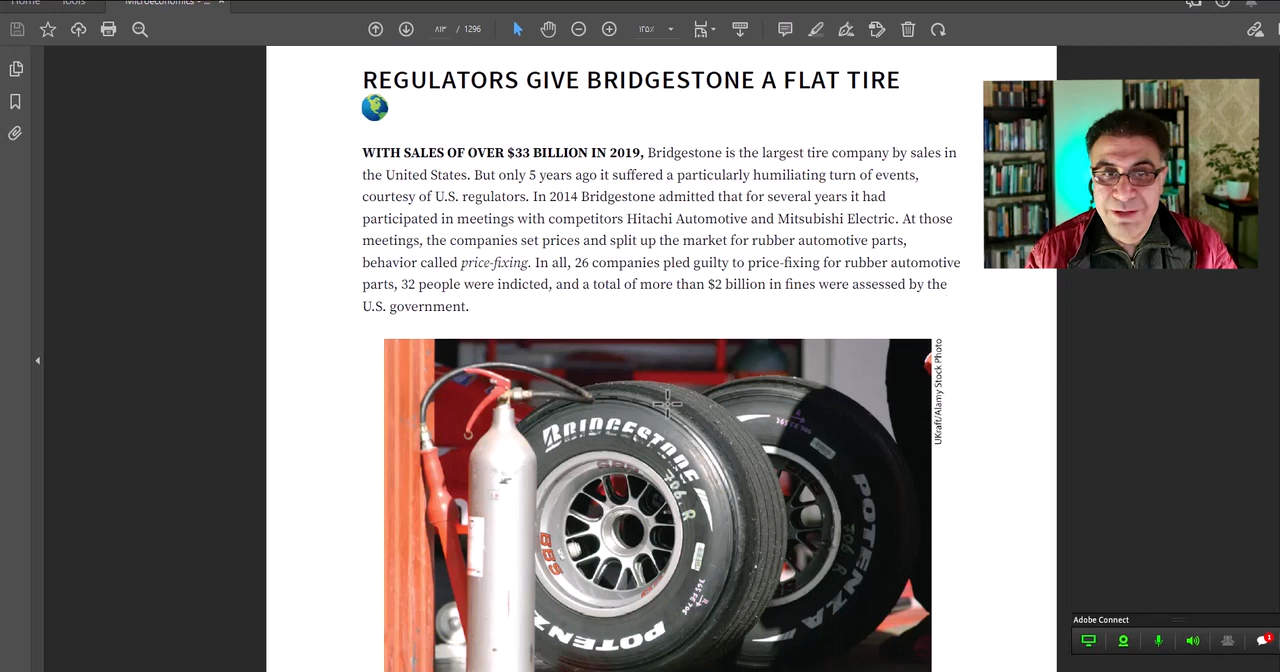 Home
Tools
Microeconomics - ...
٨١٣ / 1296
١٢٥٪
REGULATORS GIVE BRIDGESTONE A FLAT TIRE
WITH SALES OF OVER $33 BILLION IN 2019, Bridgestone is the largest tire company by sales in
the United States. But only 5 years ago it suffered a particularly humiliating turn of events,
courtesy of U.S. regulators. In 2014 Bridgestone admitted that for several years it had
participated in meetings with competitors Hitachi Automotive and Mitsubishi Electric. At those
meetings, the companies set prices and split up the market for rubber automotive parts,
behavior called price-fixing. In all, 26 companies pled guilty to price-fixing for rubber automotive
parts, 32 people were indicted, and a total of more than $2 billion in fines were assessed by the
U.S. government.
UKraft/Alamy Stock Photo
BRIDGESTONE
706 R
BBS
POTENZA
POTENZA
706 R
Adobe Connect
1